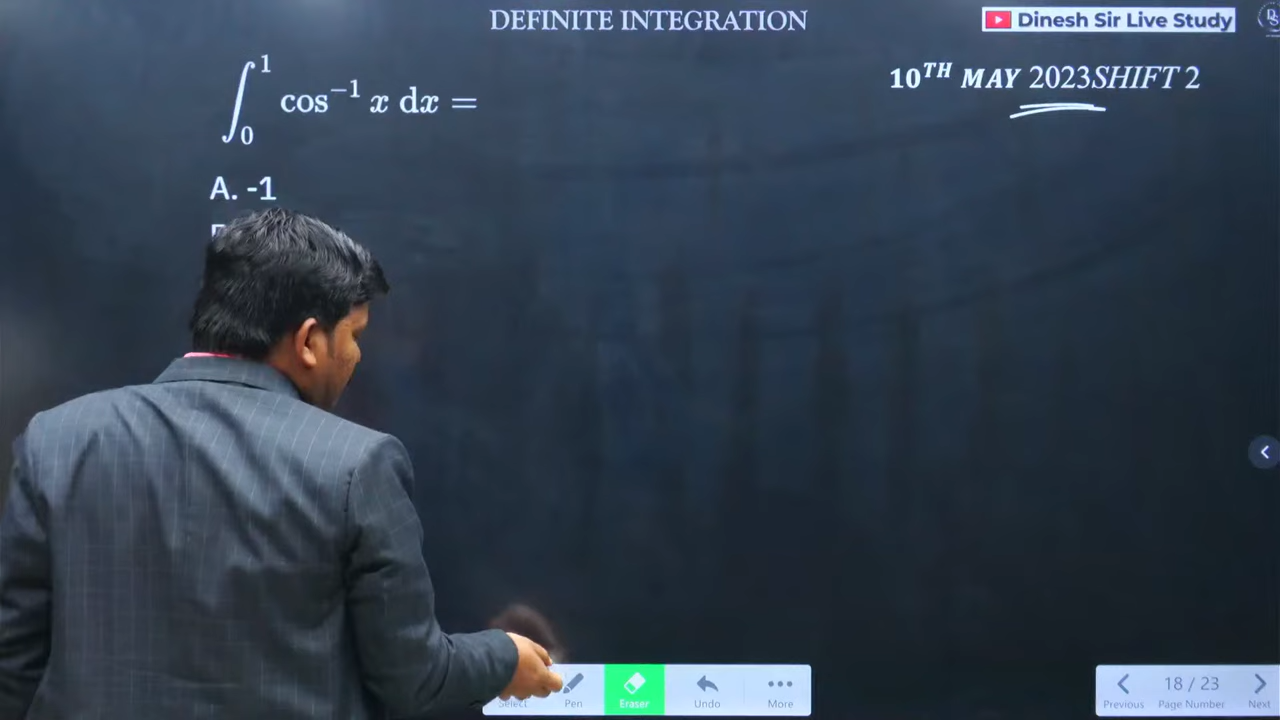 DEFINITE INTEGRATION
Dinesh Sir Live Study
∫₀¹ cos⁻¹ x dx =
10ᵀᴴ MAY 2023SHIFT 2
A. -1
Select Pen Eraser Undo More
18 / 23
Previous Page Number Next